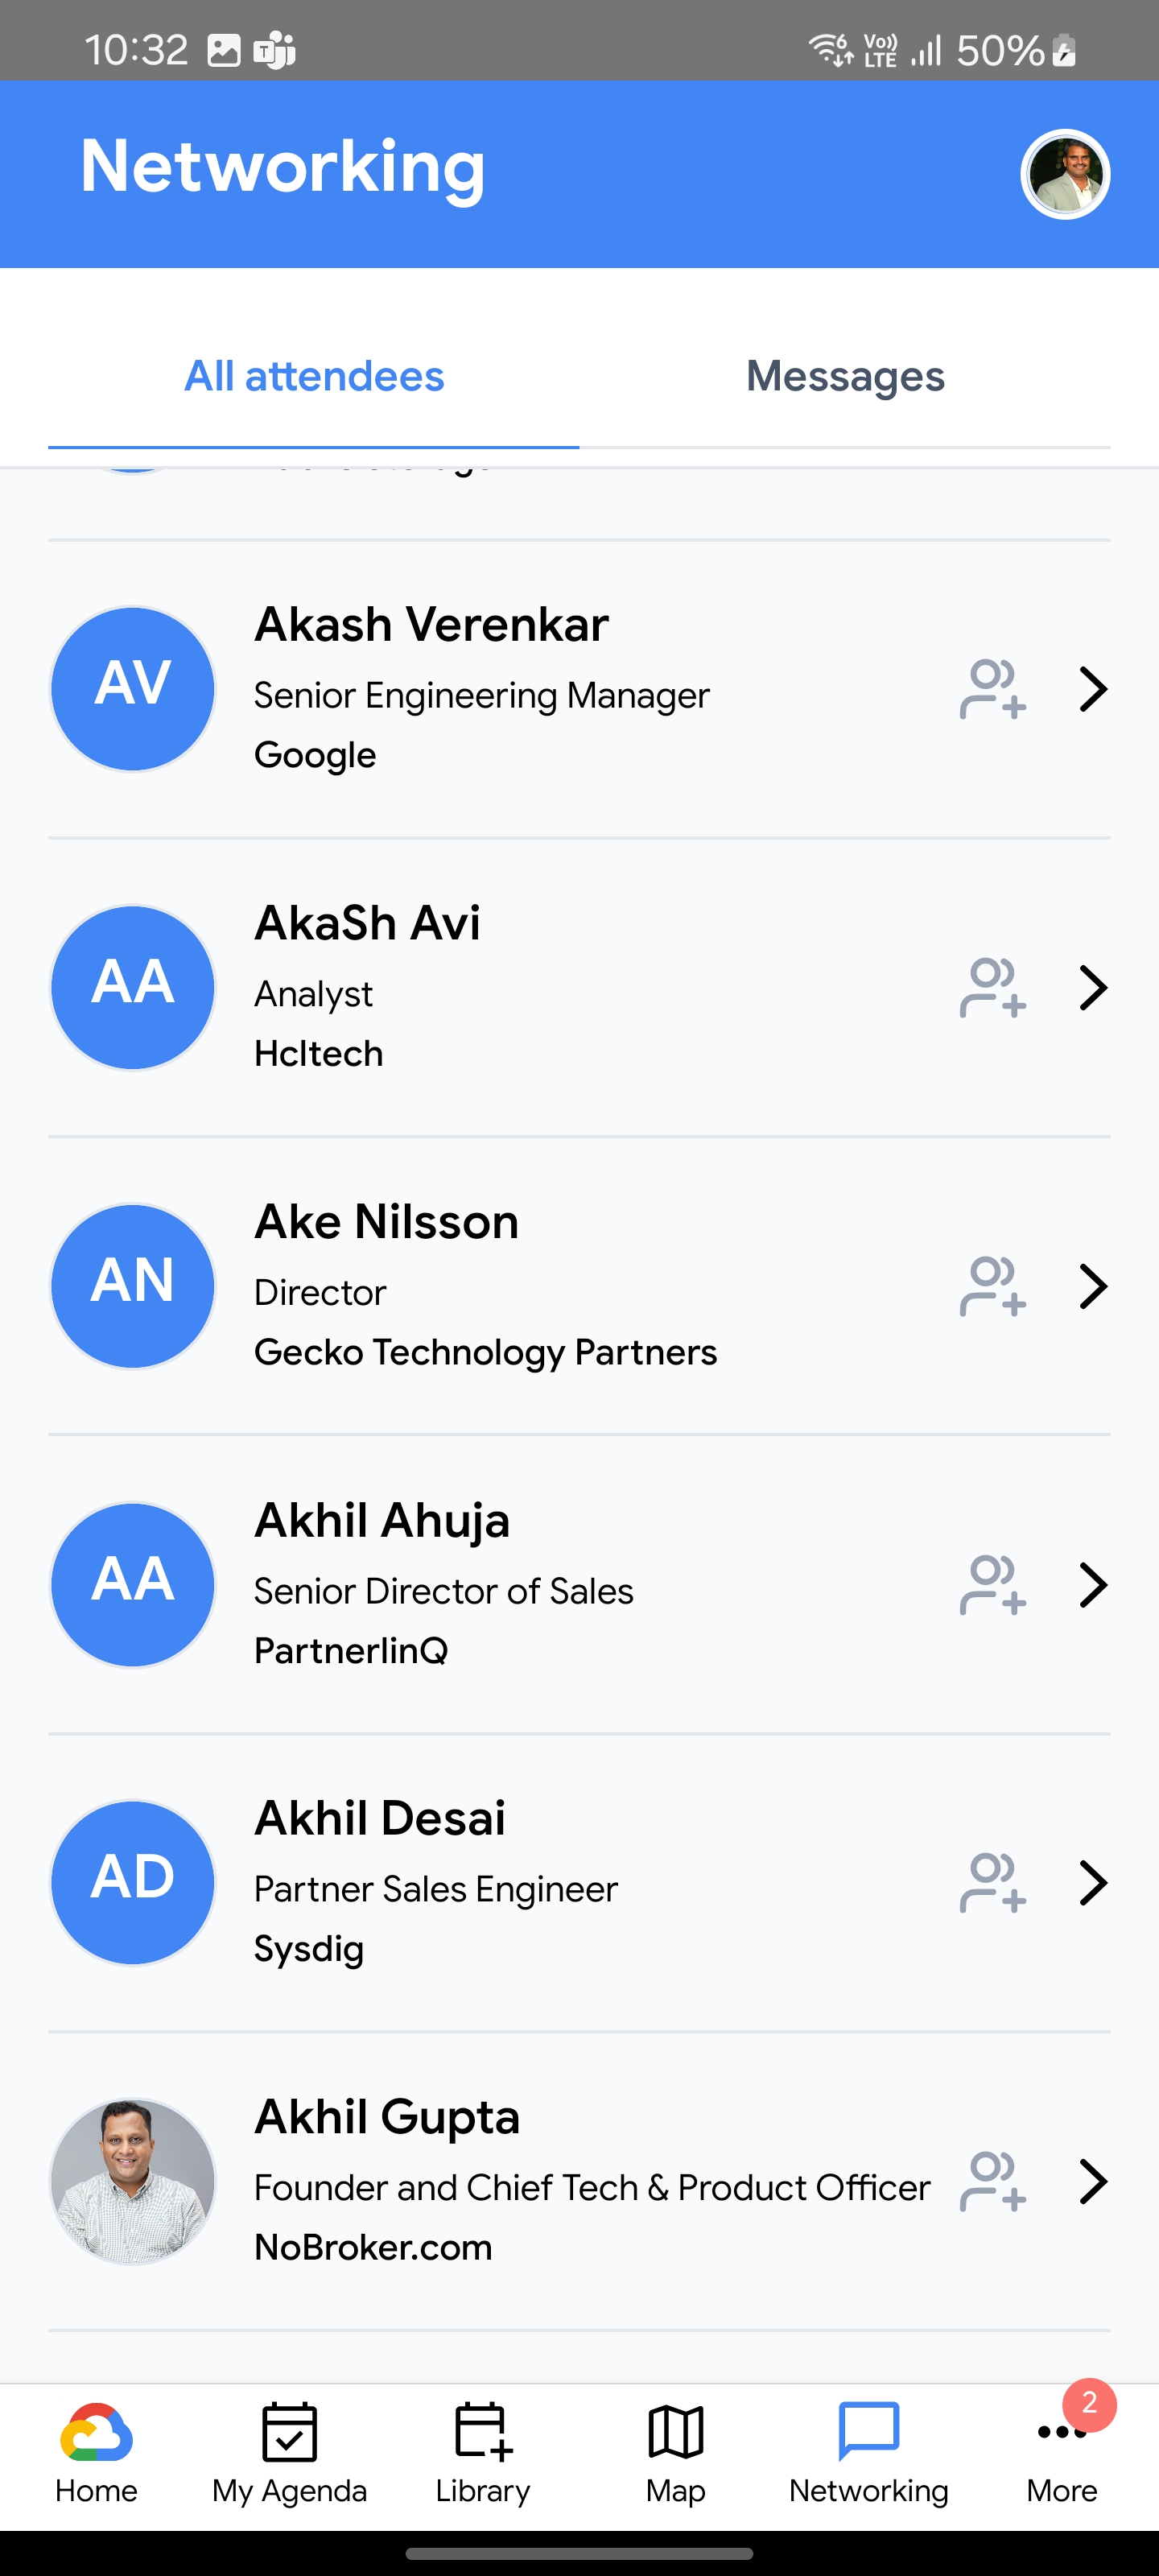 10:32
Vo)) LTE 50%
Networking
All attendees Messages
AV
Akash Verenkar
Senior Engineering Manager
Google
AA
AkaSh Avi
Analyst
Hcltech
AN
Ake Nilsson
Director
Gecko Technology Partners
AA
Akhil Ahuja
Senior Director of Sales
PartnerlinQ
AD
Akhil Desai
Partner Sales Engineer
Sysdig
Akhil Gupta
Founder and Chief Tech & Product Officer
NoBroker.com
2
Home My Agenda Library Map Networking More